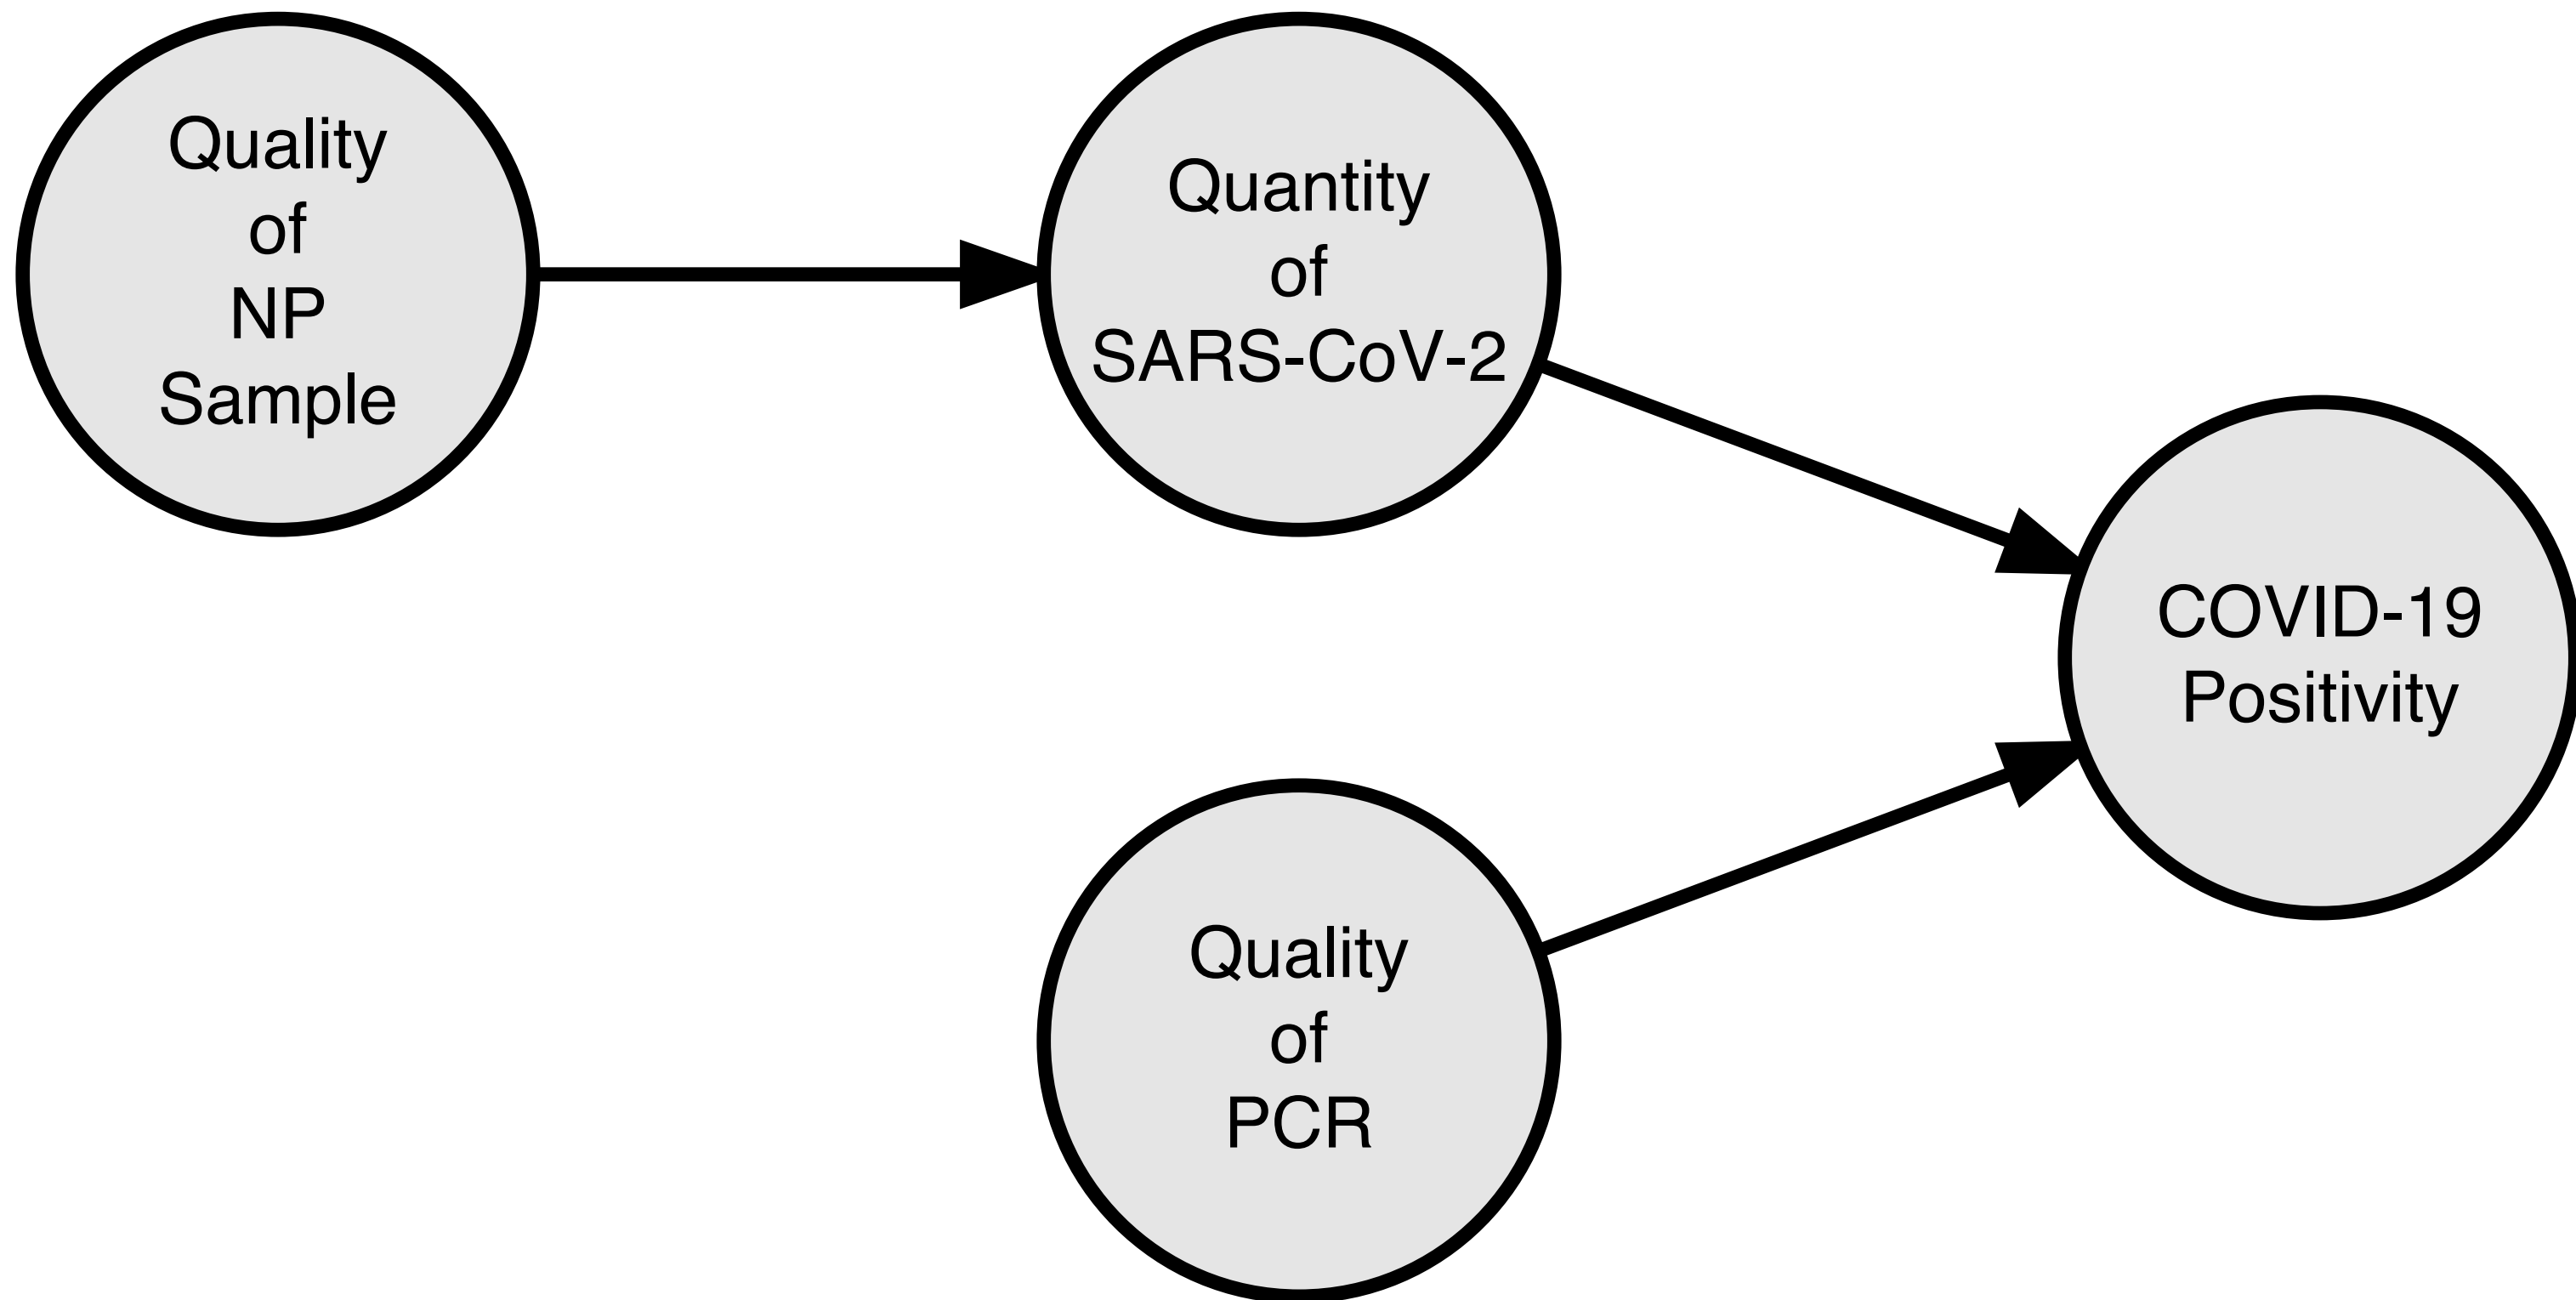 Quality
of
NP
Sample
Quantity
of
SARS-CoV-2
COVID-19
Positivity
Quality
of
PCR